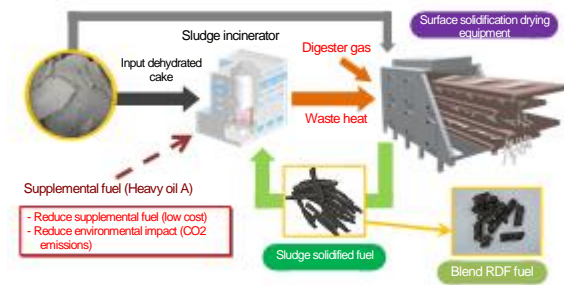 Sludge incinerator
Surface solidification drying
equipment
Digester gas
Input dehydrated
cake
Waste heat
Supplemental fuel (Heavy oil A)
- Reduce supplemental fuel (low cost)
- Reduce environmental impact (CO2
emissions)
Sludge solidified fuel
Blend RDF fuel